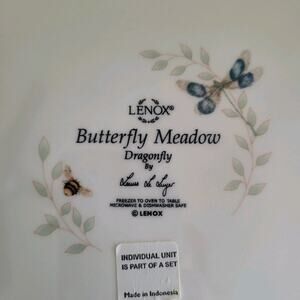 LENOX®
Butterfly Meadow
Dragonfly
By
Louise Le Luyer
FREEZER TO OVEN TO TABLE
MICROWAVE & DISHWASHER SAFE
© LENOX
INDIVIDUAL UNIT
IS PART OF A SET
Made in Indonesia